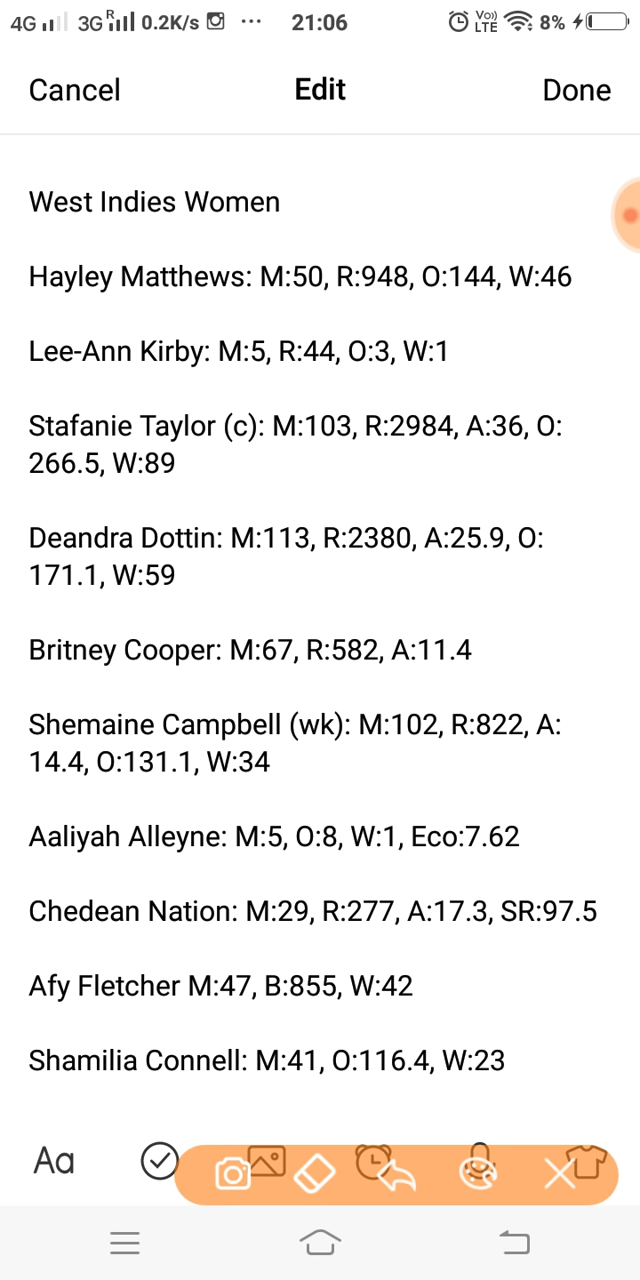 4G 3G R 0.2K/s ... 21:06 Vo)) LTE 8%
Cancel Edit Done
West Indies Women
Hayley Matthews: M:50, R:948, O:144, W:46
Lee-Ann Kirby: M:5, R:44, O:3, W:1
Stafanie Taylor (c): M:103, R:2984, A:36, O:
266.5, W:89
Deandra Dottin: M:113, R:2380, A:25.9, O:
171.1, W:59
Britney Cooper: M:67, R:582, A:11.4
Shemaine Campbell (wk): M:102, R:822, A:
14.4, O:131.1, W:34
Aaliyah Alleyne: M:5, O:8, W:1, Eco:7.62
Chedean Nation: M:29, R:277, A:17.3, SR:97.5
Afy Fletcher M:47, B:855, W:42
Shamilia Connell: M:41, O:116.4, W:23
Aa